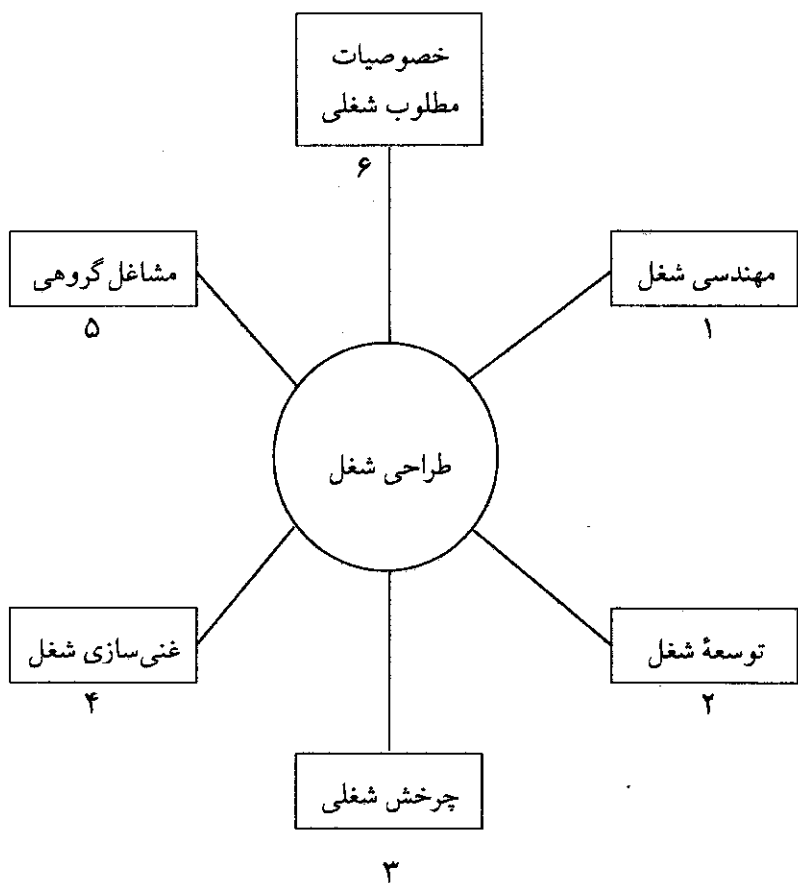 خصوصیات
مطلوب شغلی
۶
مشاغل گروهی
۵
مهندسی شغل
۱
طراحی شغل
غنی‌سازی شغل
۴
توسعهٔ شغل
۲
چرخش شغلی
۳